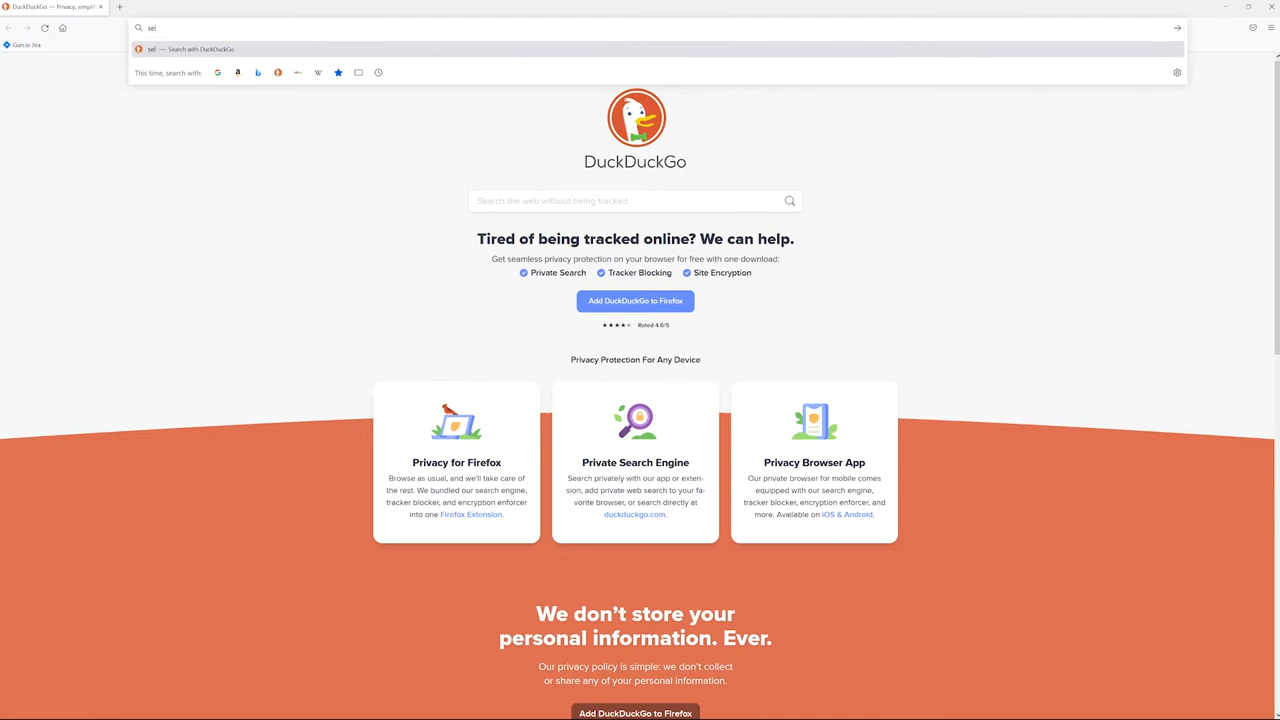 DuckDuckGo — Privacy, simplifi
sel
sel — Search with DuckDuckGo
Gun.io Jira
This time, search with:
DuckDuckGo
Search the web without being tracked
Tired of being tracked online? We can help.
Get seamless privacy protection on your browser for free with one download:
Private Search Tracker Blocking Site Encryption
Add DuckDuckGo to Firefox
Rated 4.6/5
Privacy Protection For Any Device
Privacy for Firefox
Browse as usual, and we'll take care of
the rest. We bundled our search engine,
tracker blocker, and encryption enforcer
into one Firefox Extension.
Private Search Engine
Search privately with our app or exten-
sion, add private web search to your fa-
vorite browser, or search directly at
duckduckgo.com.
Privacy Browser App
Our private browser for mobile comes
equipped with our search engine,
tracker blocker, encryption enforcer, and
more. Available on iOS & Android.
We don't store your
personal information. Ever.
Our privacy policy is simple: we don't collect
or share any of your personal information.
Add DuckDuckGo to Firefox